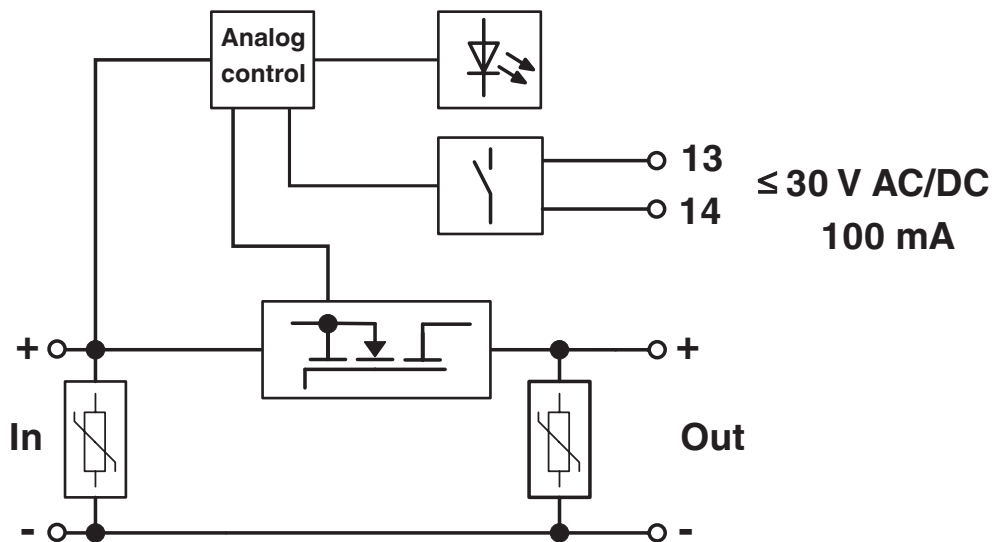 Analog
control
13
14
≤ 30 V AC/DC
100 mA
+
+
In
Out
-
-